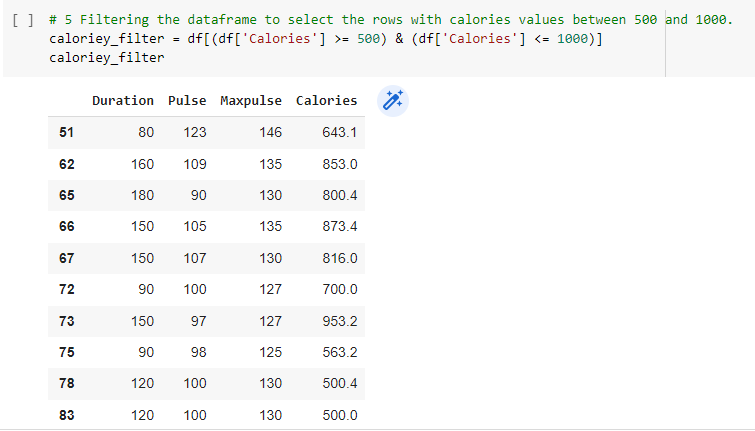 [ ] # 5 Filtering the dataframe to select the rows with calories values between 500 and 1000.
caloriey_filter = df[(df['Calories'] >= 500) & (df['Calories'] <= 1000)]
caloriey_filter
Duration Pulse Maxpulse Calories
51 80 123 146 643.1
62 160 109 135 853.0
65 180 90 130 800.4
66 150 105 135 873.4
67 150 107 130 816.0
72 90 100 127 700.0
73 150 97 127 953.2
75 90 98 125 563.2
78 120 100 130 500.4
83 120 100 130 500.0